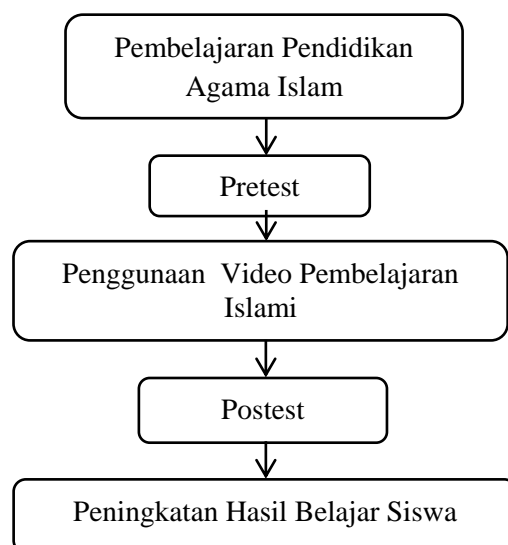 Pembelajaran Pendidikan
Agama Islam
Pretest
Penggunaan  Video Pembelajaran
Islami
Postest
Peningkatan Hasil Belajar Siswa